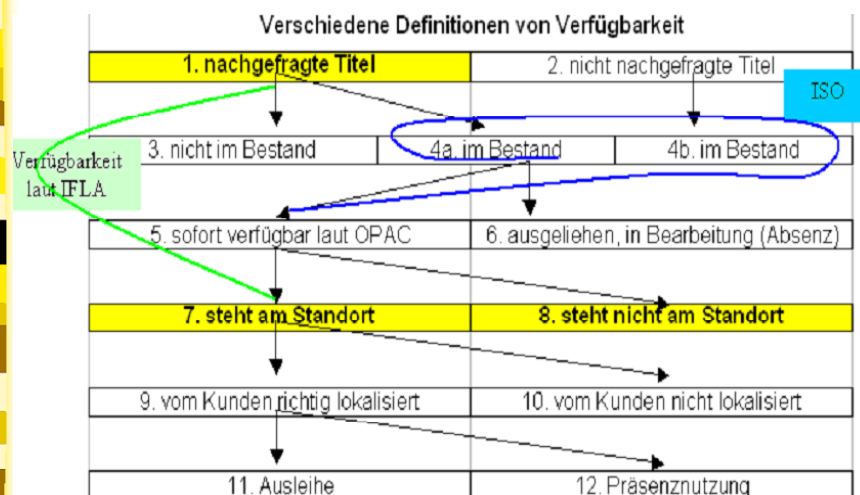 Verschiedene Definitionen von Verfügbarkeit
1. nachgefragte Titel
2. nicht nachgefragte Titel
ISO
Verfügbarkeit
laut IFLA
3. nicht im Bestand
4a. im Bestand
4b. im Bestand
5. sofort verfügbar laut OPAC
6. ausgeliehen, in Bearbeitung (Absenz)
7. steht am Standort
8. steht nicht am Standort
9. vom Kunden richtig lokalisiert
10. vom Kunden nicht lokalisiert
11. Ausleihe
12. Präsenznutzung